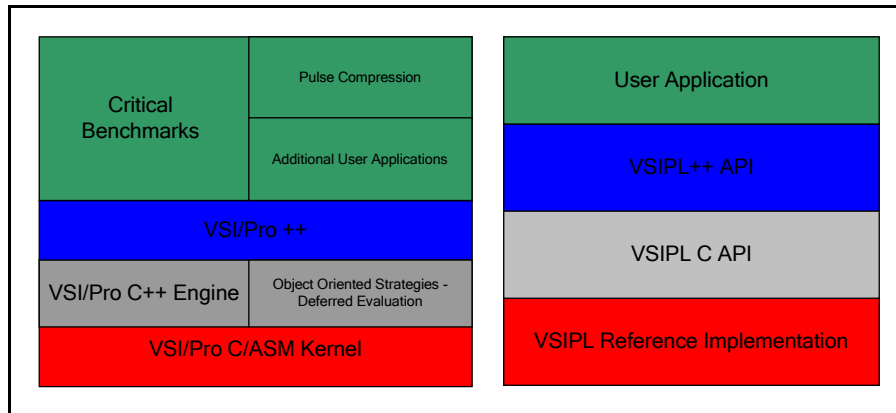 Critical
Benchmarks
Pulse Compression
Additional User Applications
VSI/Pro ++
VSI/Pro C++ Engine
Object Oriented Strategies -
Deferred Evaluation
VSI/Pro C/ASM Kernel
User Application
VSIPL++ API
VSIPL C API
VSIPL Reference Implementation